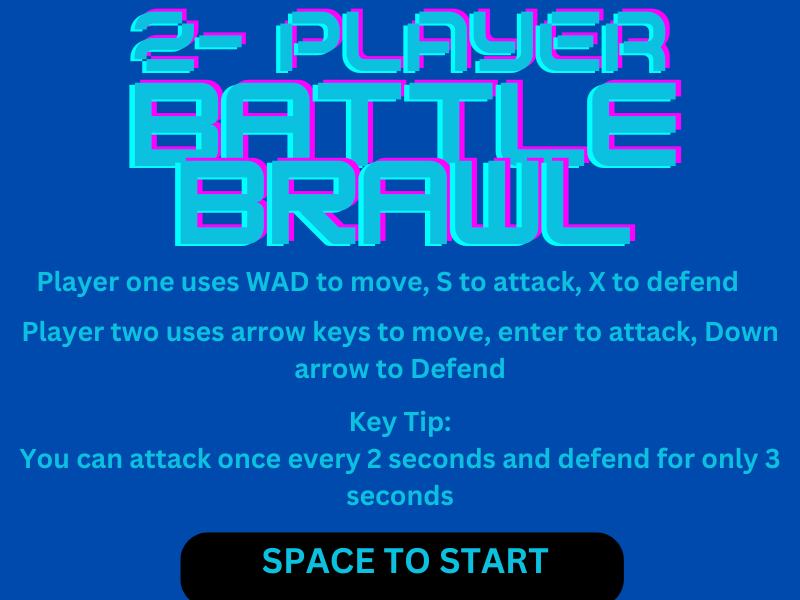 2- PLAYER
BATTLE
BRAWL
Player one uses WAD to move, S to attack, X to defend
Player two uses arrow keys to move, enter to attack, Down
arrow to Defend
Key Tip:
You can attack once every 2 seconds and defend for only 3
seconds
SPACE TO START